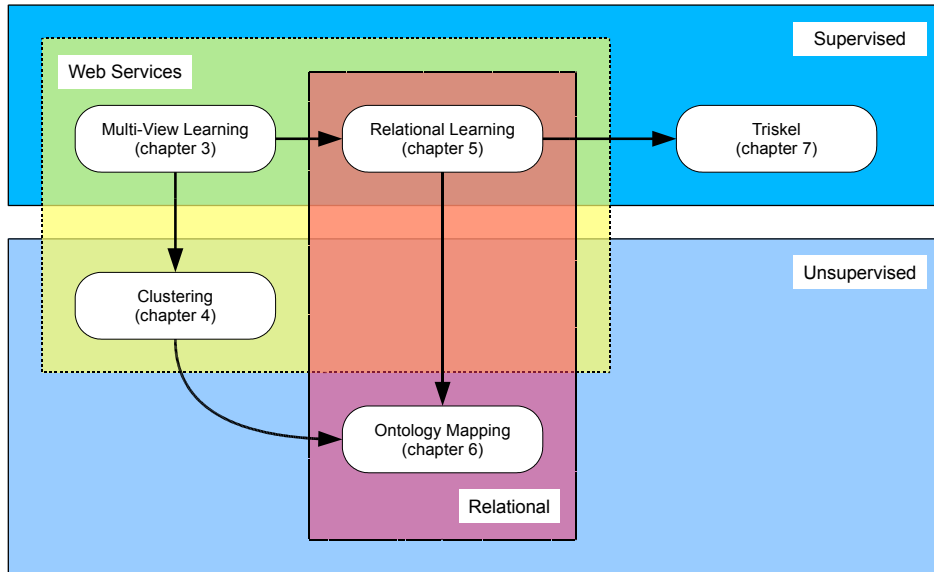 Supervised
Web Services
Multi-View Learning
(chapter 3)
Relational Learning
(chapter 5)
Triskel
(chapter 7)
Unsupervised
Clustering
(chapter 4)
Ontology Mapping
(chapter 6)
Relational